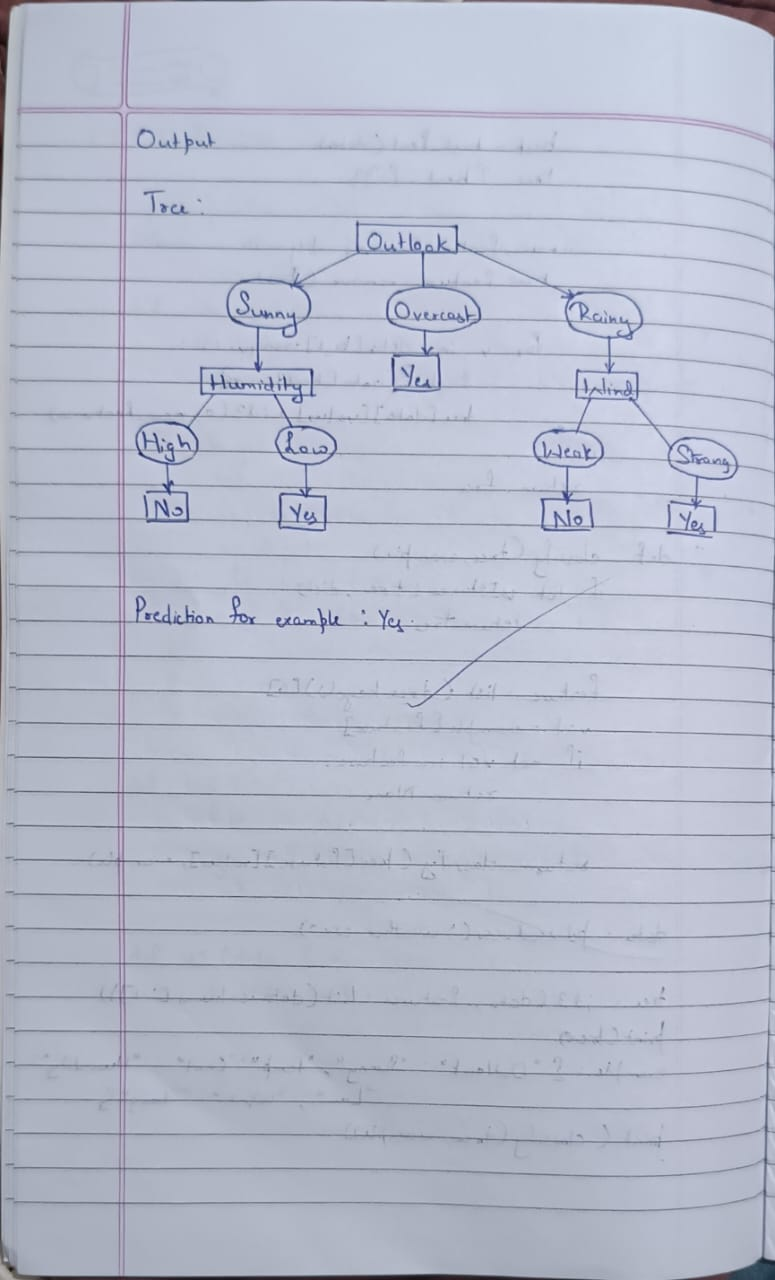 Output
Tree:
Outlook
Sunny Overcast Rainy
Humidity Yes Wind
High Low Weak Strong
No Yes No Yes
Prediction for example : Yes.